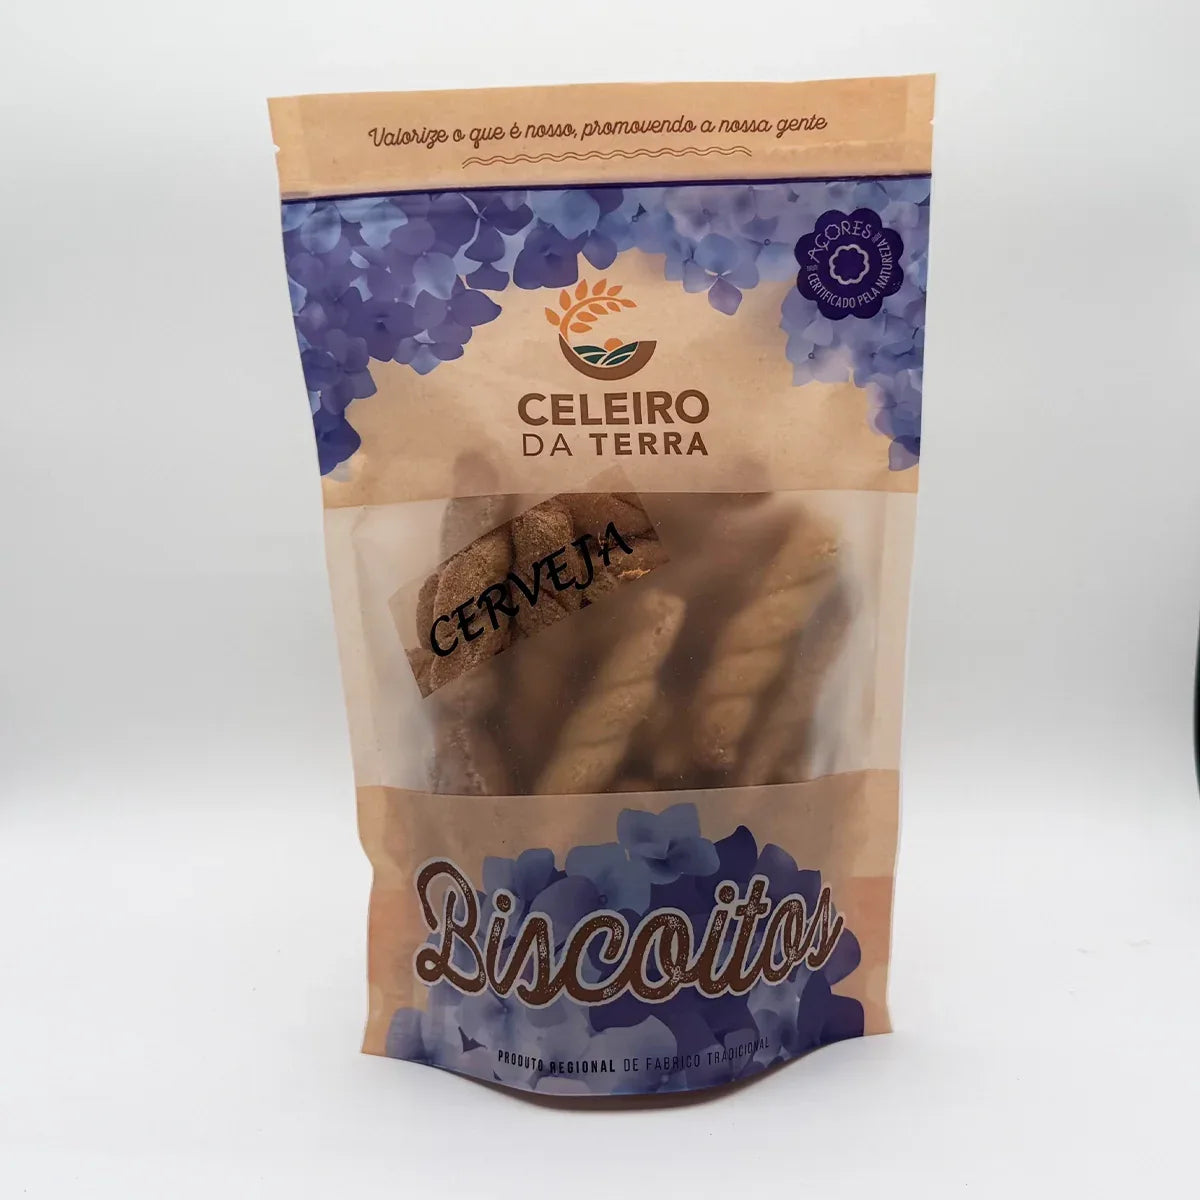 Valorize o que é nosso, promovendo a nossa gente
AÇORES
CERTIFICADO PELA NATUREZA
CELEIRO
DA TERRA
CERVEJA
Biscoitos
PRODUTO REGIONAL DE FABRICO TRADICIONAL